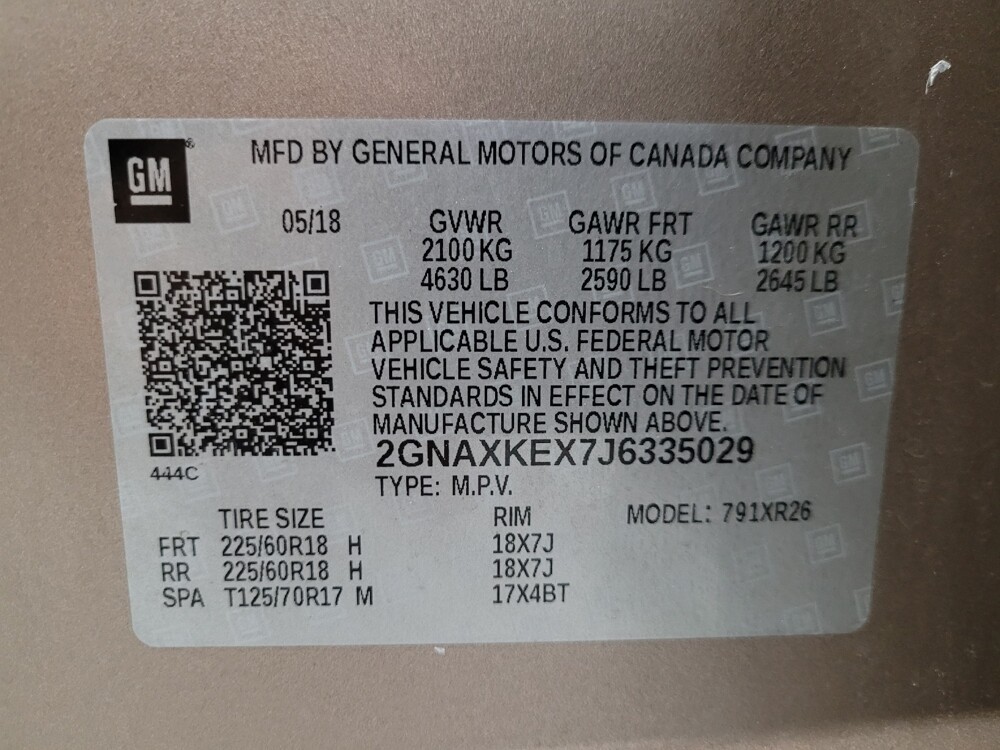 GM
MFD BY GENERAL MOTORS OF CANADA COMPANY
05/18 GVWR GAWR FRT GAWR RR
2100 KG 1175 KG 1200 KG
4630 LB 2590 LB 2645 LB
THIS VEHICLE CONFORMS TO ALL
APPLICABLE U.S. FEDERAL MOTOR
VEHICLE SAFETY AND THEFT PREVENTION
STANDARDS IN EFFECT ON THE DATE OF
MANUFACTURE SHOWN ABOVE.
2GNAXKEX7J6335029
444C
TYPE: M.P.V.
TIRE SIZE RIM MODEL: 791XR26
FRT 225/60R18 H 18X7J
RR 225/60R18 H 18X7J
SPA T125/70R17 M 17X4BT